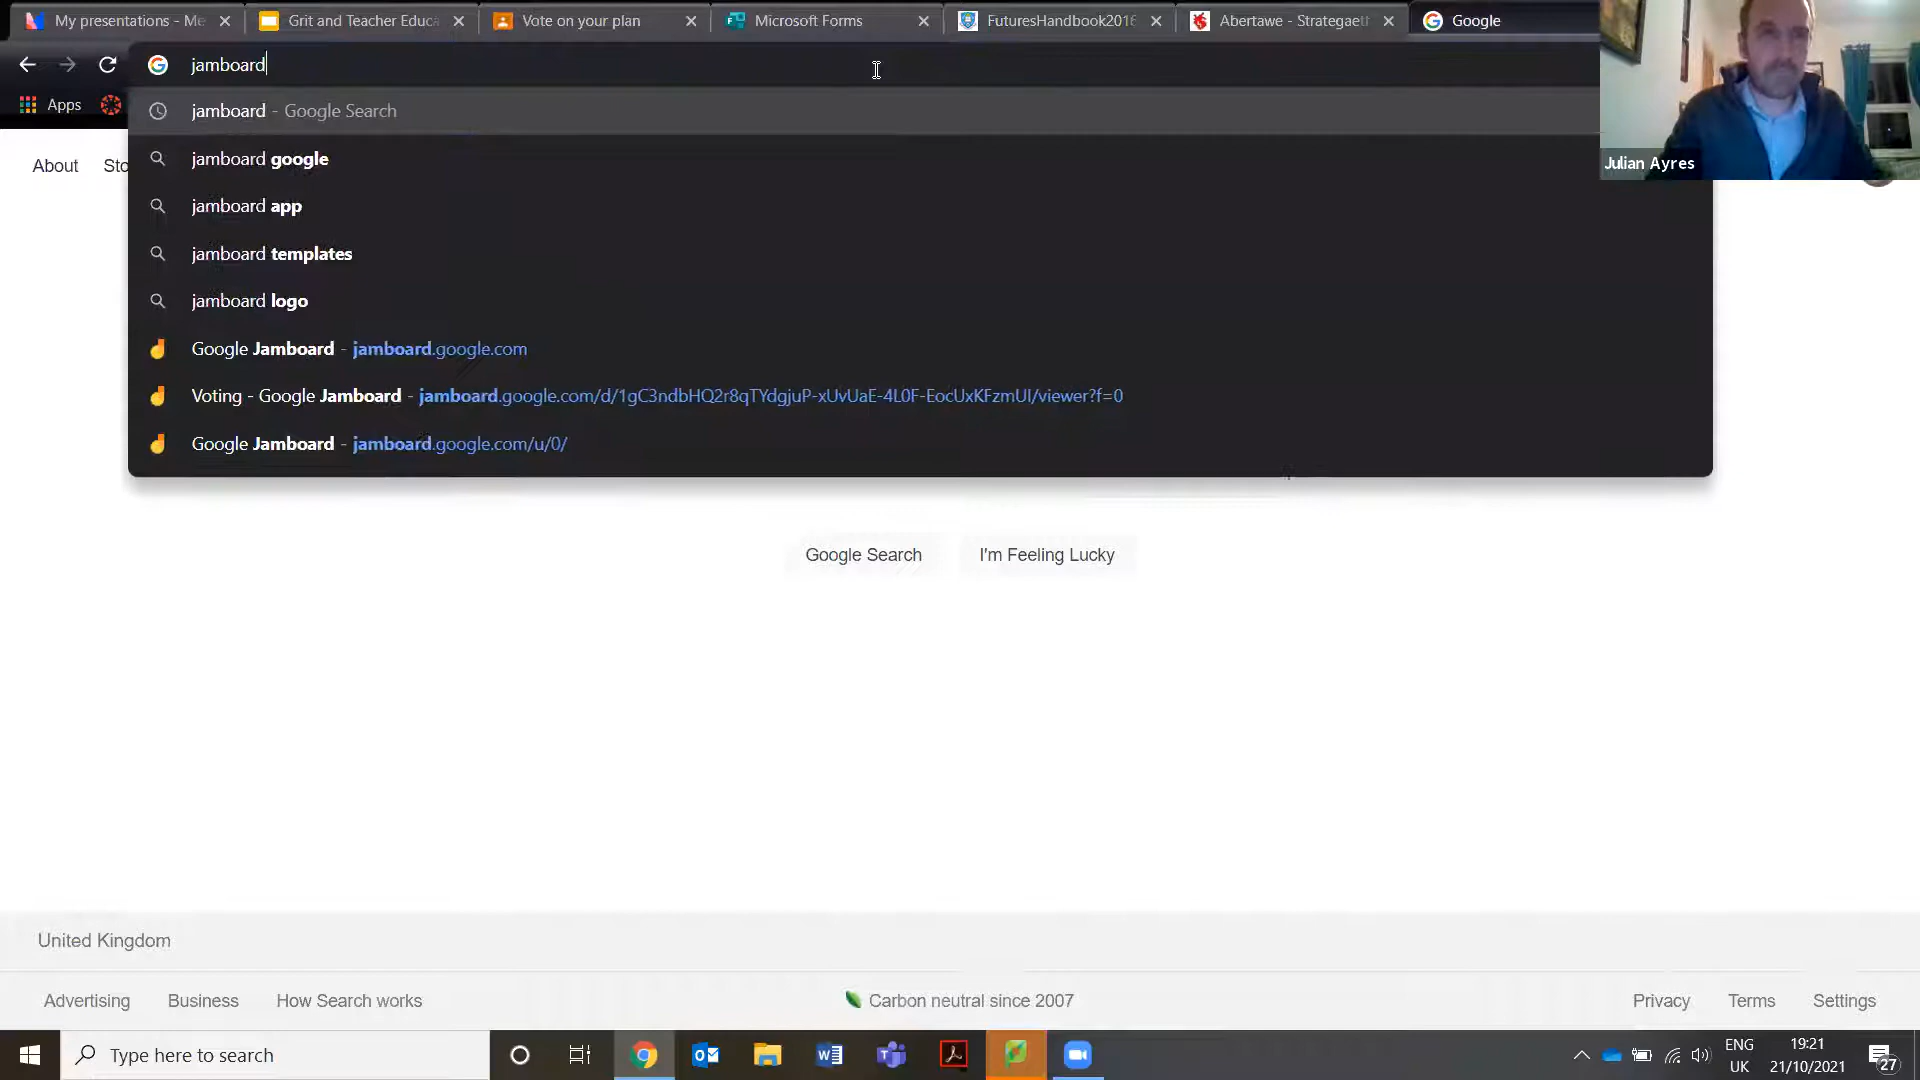 My presentations - Me
Grit and Teacher Educa
Vote on your plan
Microsoft Forms
FuturesHandbook2016
Abertawe - Strategaeth
Google
jamboard
Apps
jamboard - Google Search
jamboard google
jamboard app
jamboard templates
jamboard logo
Google Jamboard - jamboard.google.com
Voting - Google Jamboard - jamboard.google.com/d/1gC3ndbHQ2r8qTYdgjuP-xUvUaE-4L0F-EocUxKFzmUI/viewer?f=0
Google Jamboard - jamboard.google.com/u/0/
Julian Ayres
About
Sto
Google Search
I'm Feeling Lucky
United Kingdom
Advertising
Business
How Search works
Carbon neutral since 2007
Privacy
Terms
Settings
Type here to search
ENG
UK
19:21
21/10/2021
27